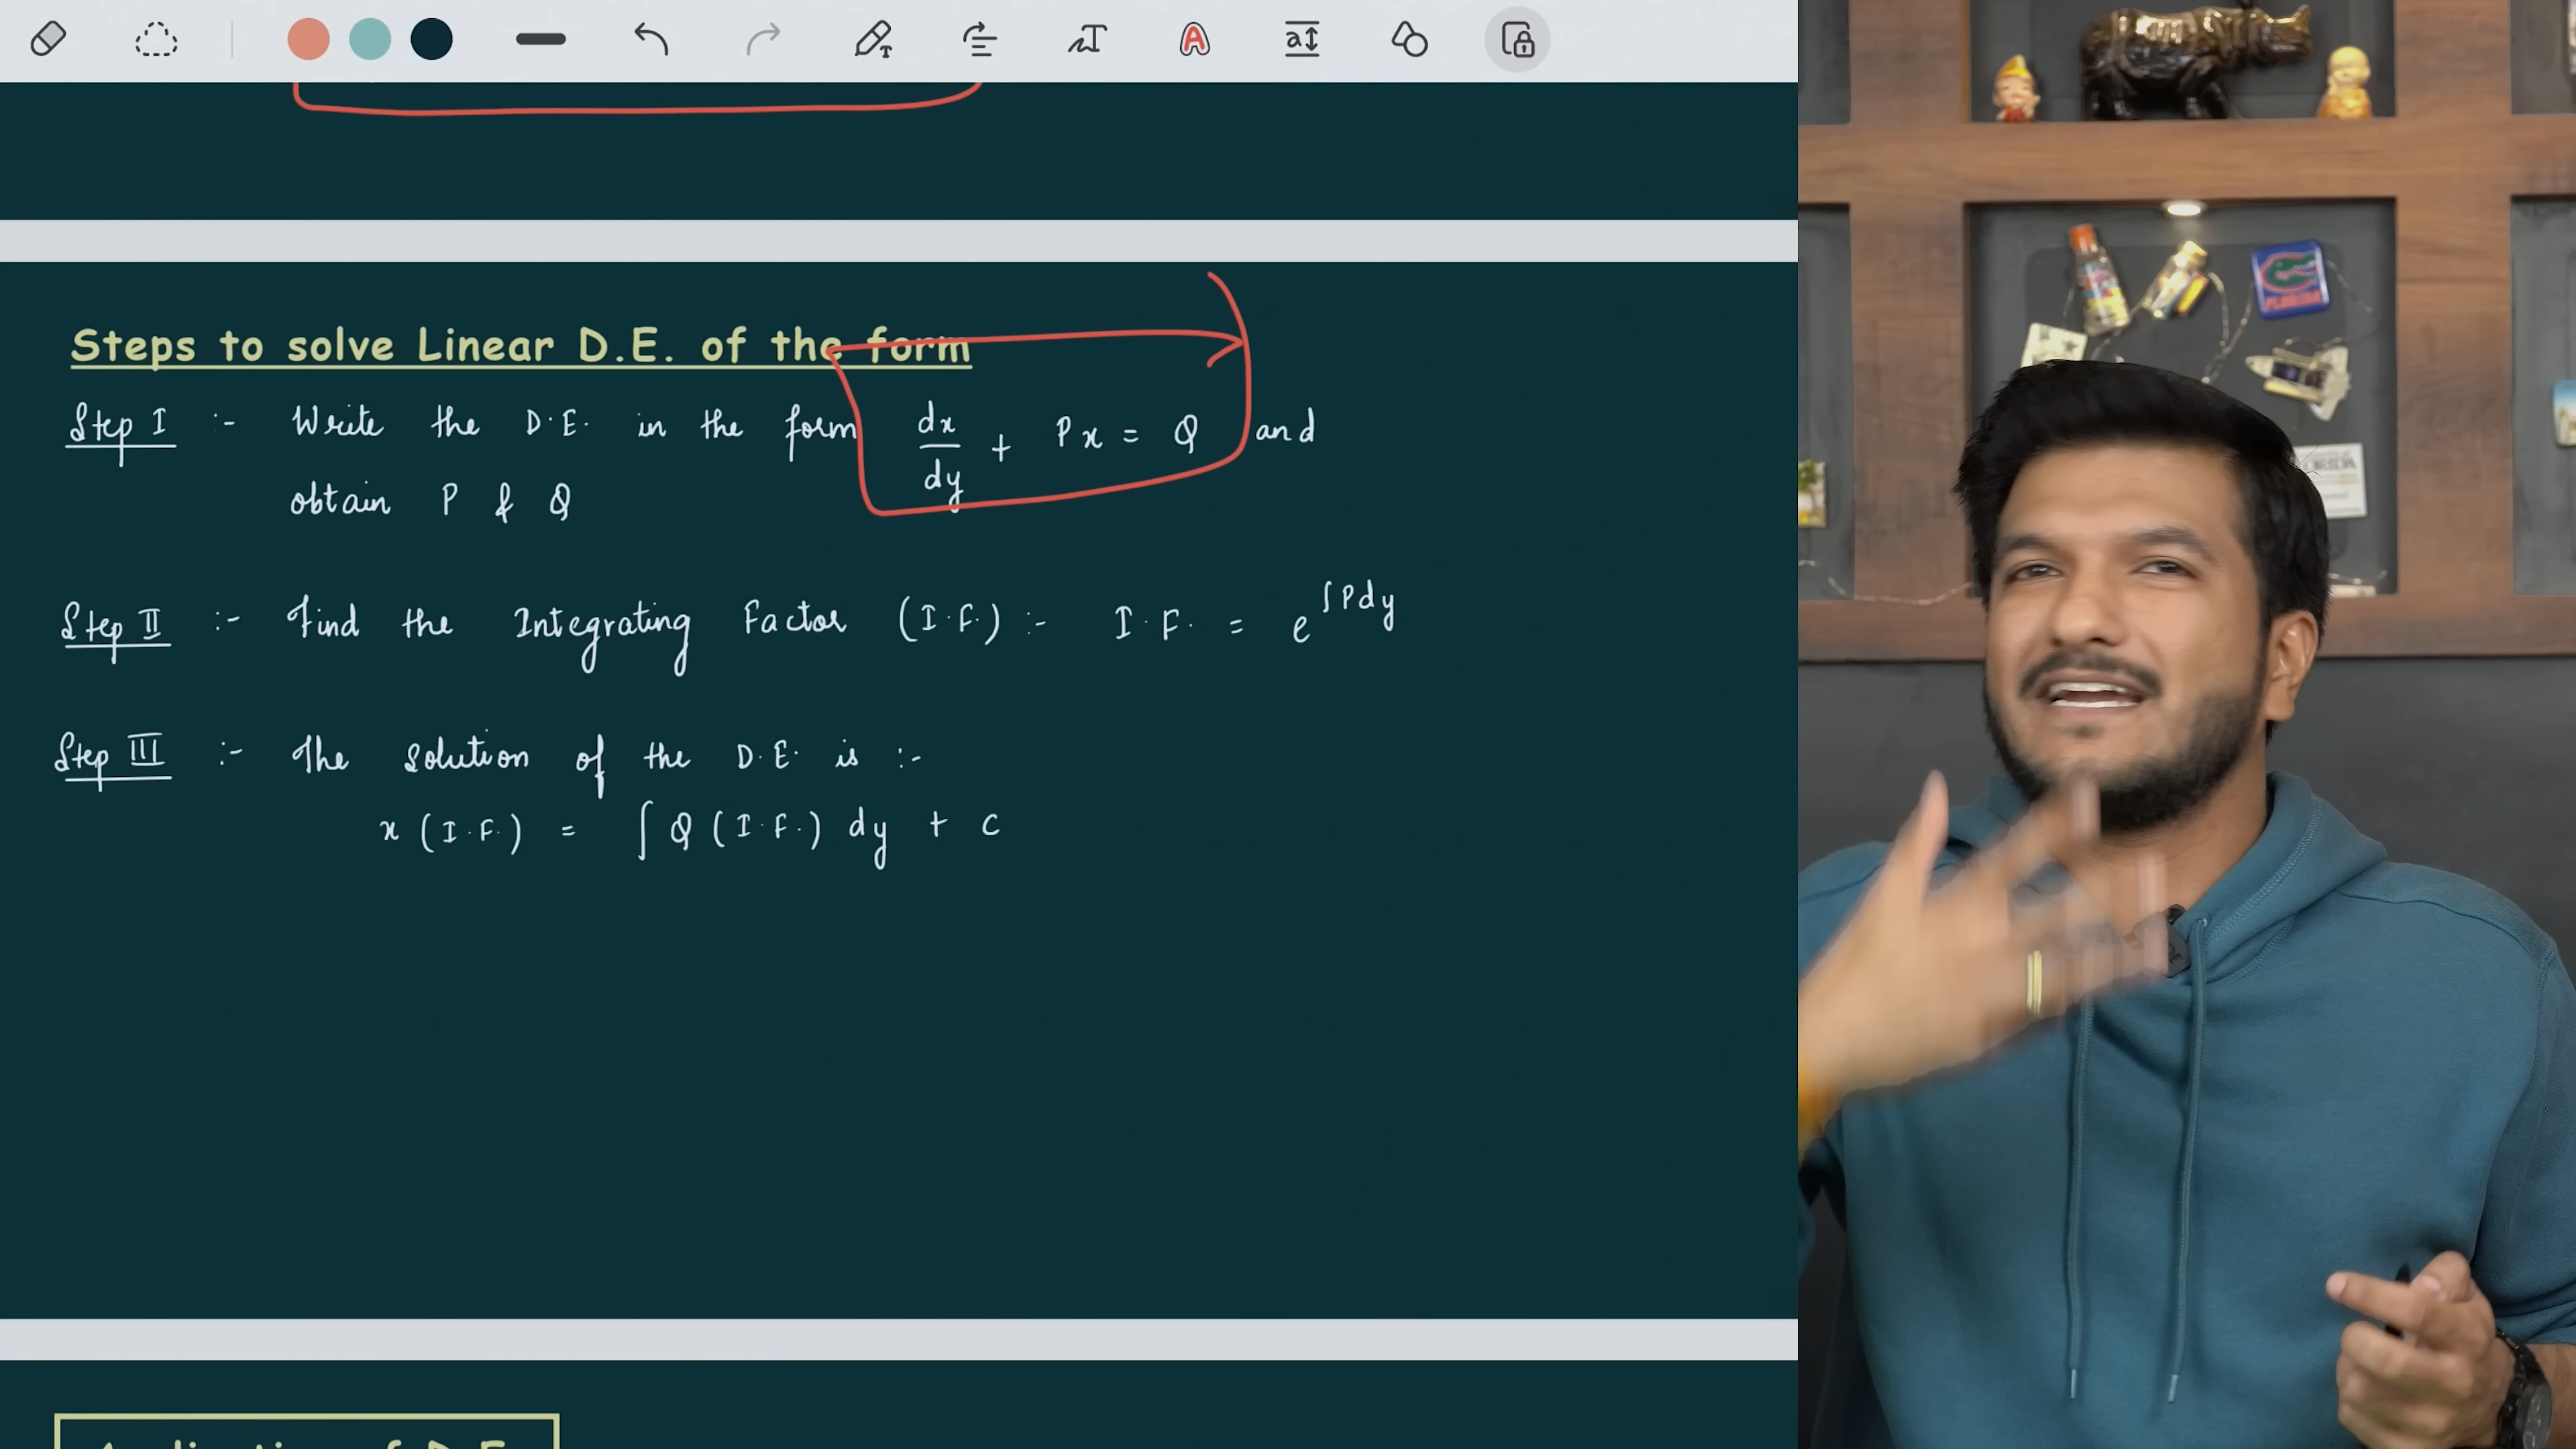 Steps to solve Linear D.E. of the form
Step I :- Write the D.E. in the form dx/dy + Px = Q and
obtain P & Q
Step II :- Find the Integrating Factor (I.F.) :- I.F. = e^∫Pdy
Step III :- The Solution of the D.E. is :-
x (I.F.) = ∫ Q (I.F.) dy + c
FLORIDA